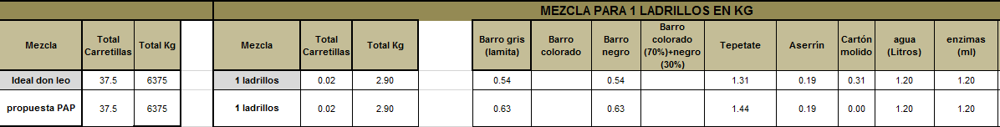 MEZCLA PARA 1 LADRILLOS EN KG
Mezcla Total Carretillas Total Kg Mezcla Total Carretillas Total Kg Barro gris (lamita) Barro colorado Barro negro Barro colorado (70%)+negro (30%) Tepetate Aserrín Cartón molido agua (Litros) enzimas (ml)
Ideal don leo 37.5 6375 1 ladrillos 0.02 2.90 0.54 0.54 1.31 0.19 0.31 1.20 1.20
propuesta PAP 37.5 6375 1 ladrillos 0.02 2.90 0.63 0.63 1.44 0.19 0.00 1.20 1.20